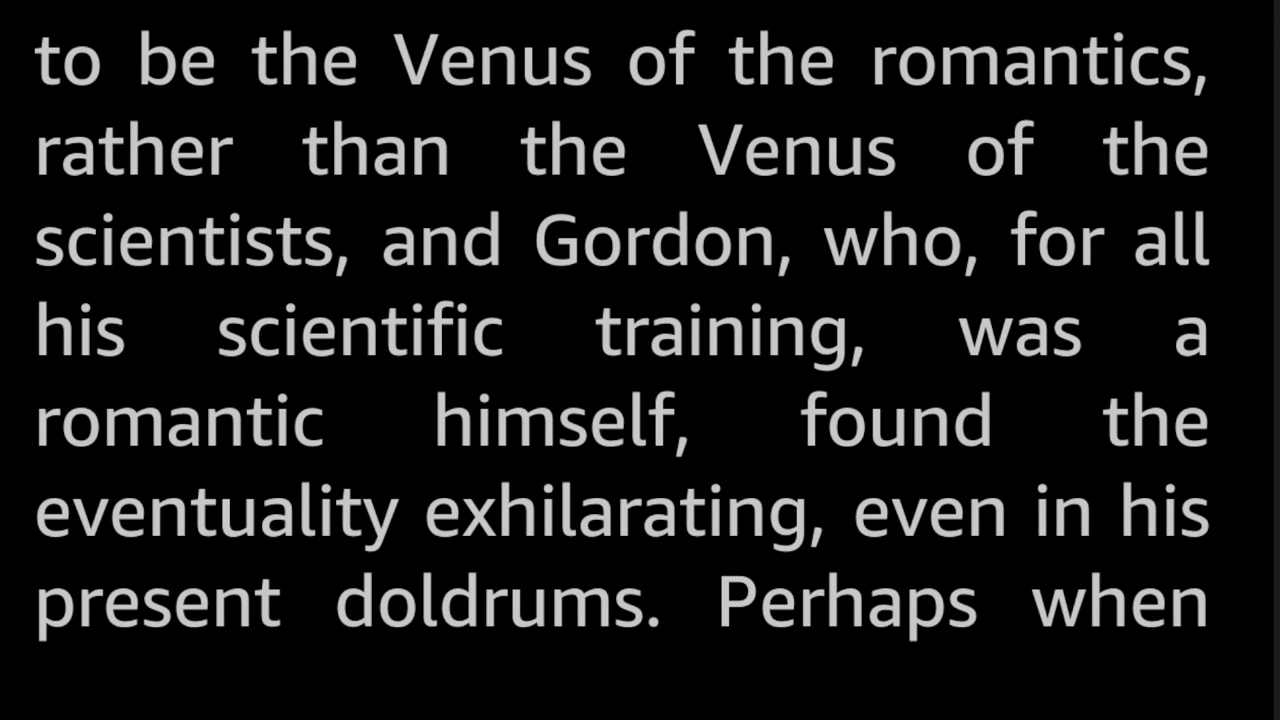 to be the Venus of the romantics,
rather than the Venus of the
scientists, and Gordon, who, for all
his scientific training, was a
romantic himself, found the
eventuality exhilarating, even in his
present doldrums. Perhaps when